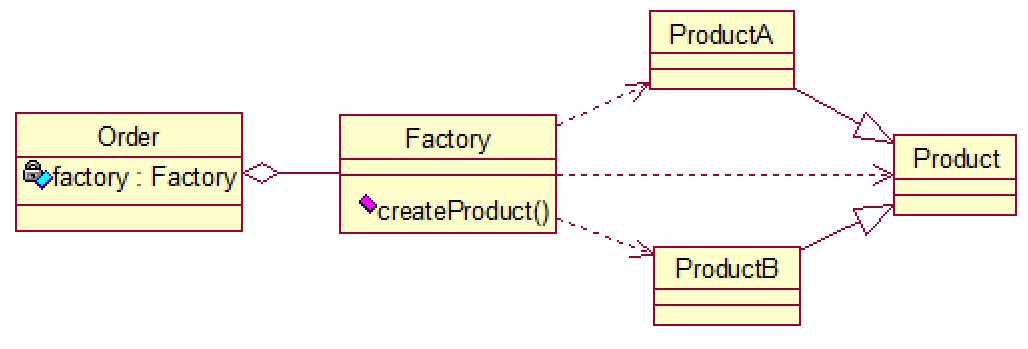 Order
factory : Factory
Factory
createProduct()
ProductA
Product
ProductB